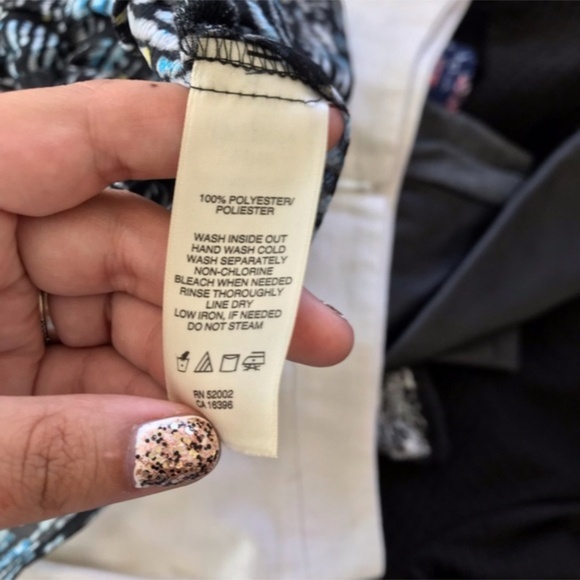 100% POLYESTER/
POLIESTER
WASH INSIDE OUT
HAND WASH COLD
WASH SEPARATELY
NON-CHLORINE
BLEACH WHEN NEEDED
RINSE THOROUGHLY
LINE DRY
LOW IRON, IF NEEDED
DO NOT STEAM
RN 52002
CA 16396